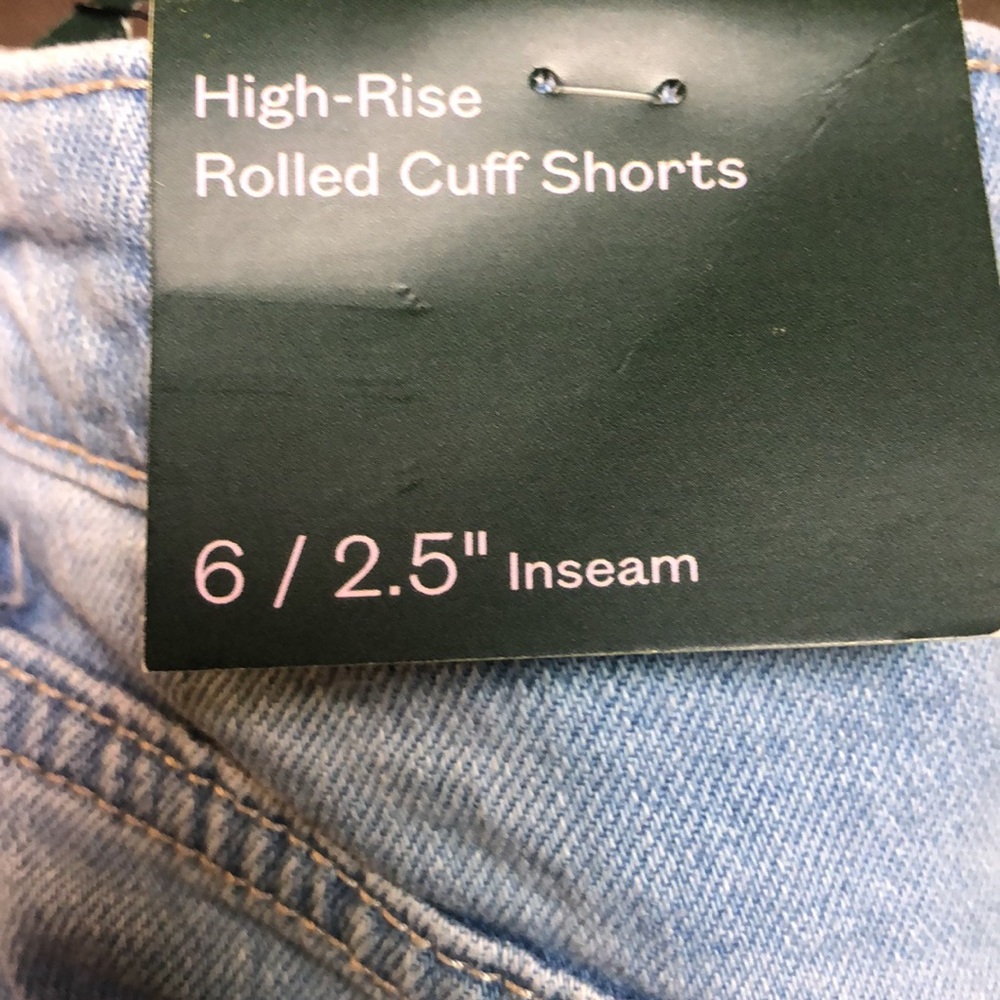 High-Rise
Rolled Cuff Shorts
6 / 2.5" Inseam